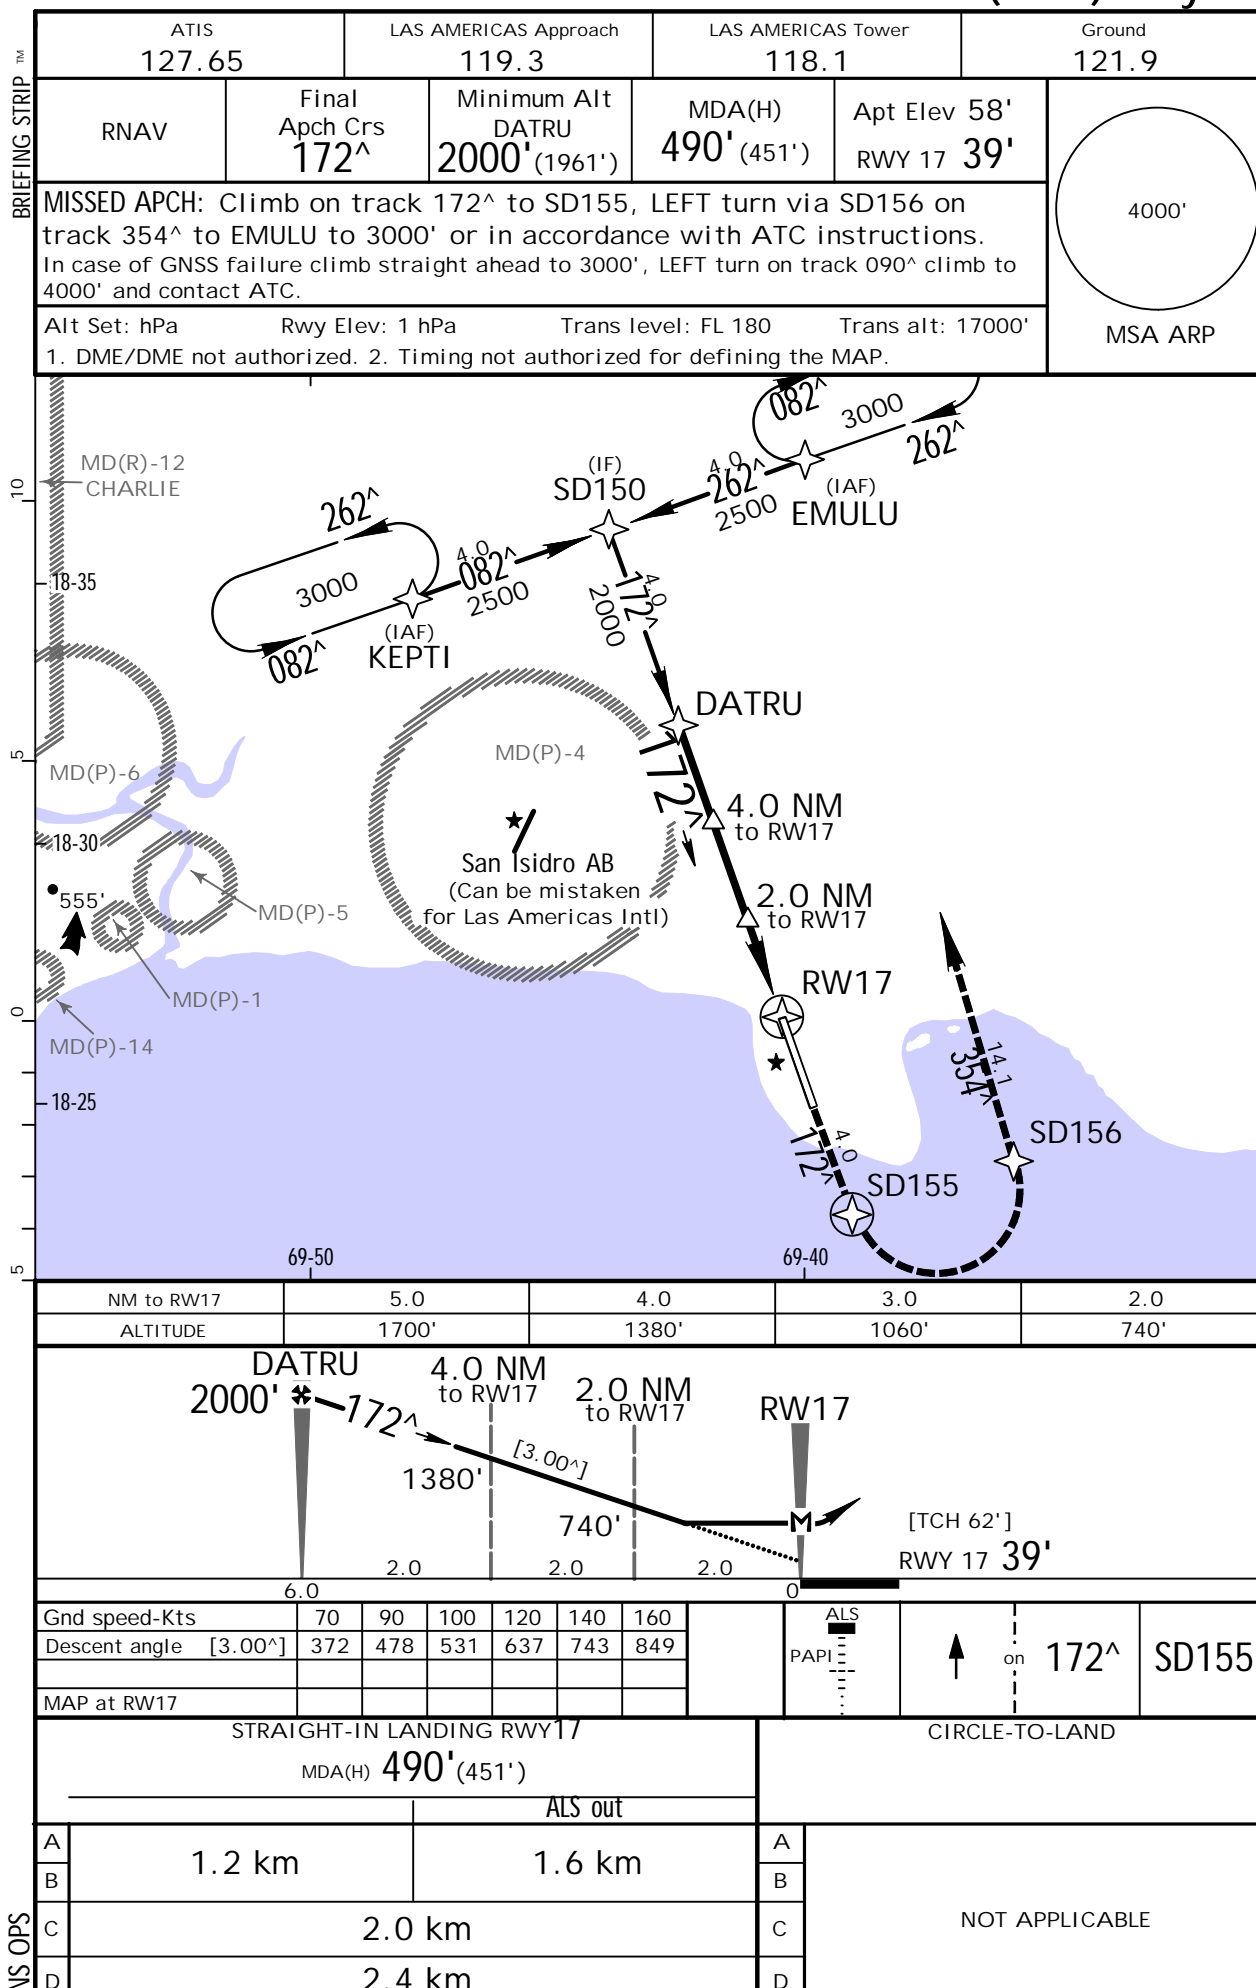 ATIS
127.65
LAS AMERICAS Approach
119.3
LAS AMERICAS Tower
118.1
Ground
121.9
BRIEFING STRIP TM
RNAV
Final
Apch Crs
172^
Minimum Alt
DATRU
2000' (1961')
MDA(H)
490' (451')
Apt Elev 58'
RWY 17 39'
MISSED APCH: Climb on track 172^ to SD155, LEFT turn via SD156 on
track 354^ to EMULU to 3000' or in accordance with ATC instructions.
In case of GNSS failure climb straight ahead to 3000', LEFT turn on track 090^ climb to
4000' and contact ATC.
4000'
MSA ARP
Alt Set: hPa Rwy Elev: 1 hPa Trans level: FL 180 Trans alt: 17000'
1. DME/DME not authorized. 2. Timing not authorized for defining the MAP.
082^
3000
262^
MD(R)-12
CHARLIE
(IF)
SD150
4.0
262^
2500
(IAF)
EMULU
10
262^
3000
082^
4.0
082^
2500
(IAF)
KEPTI
18-35
4.0
172^
2000
DATRU
MD(P)-4
MD(P)-6
5
172^
4.0 NM
to RW17
18-30
San Isidro AB
(Can be mistaken
for Las Americas Intl)
555'
MD(P)-5
2.0 NM
to RW17
MD(P)-1
RW17
0
MD(P)-14
14.1
354^
18-25
SD156
4.0
172^
SD155
69-50
69-40
5
NM to RW17 5.0 4.0 3.0 2.0
ALTITUDE 1700' 1380' 1060' 740'
DATRU
2000'
172^
4.0 NM
to RW17
2.0 NM
to RW17
RW17
[3.00^]
1380'
740'
M
[TCH 62']
RWY 17 39'
2.0 2.0 2.0
6.0 0
Gnd speed-Kts 70 90 100 120 140 160
Descent angle [3.00^] 372 478 531 637 743 849
MAP at RW17
ALS
PAPI
on 172^
SD155
STRAIGHT-IN LANDING RWY17
MDA(H) 490' (451')
ALS out
CIRCLE-TO-LAND
A
B
1.2 km
1.6 km
C
2.0 km
D
2.4 km
A
B
C
D
NOT APPLICABLE
NS OPS